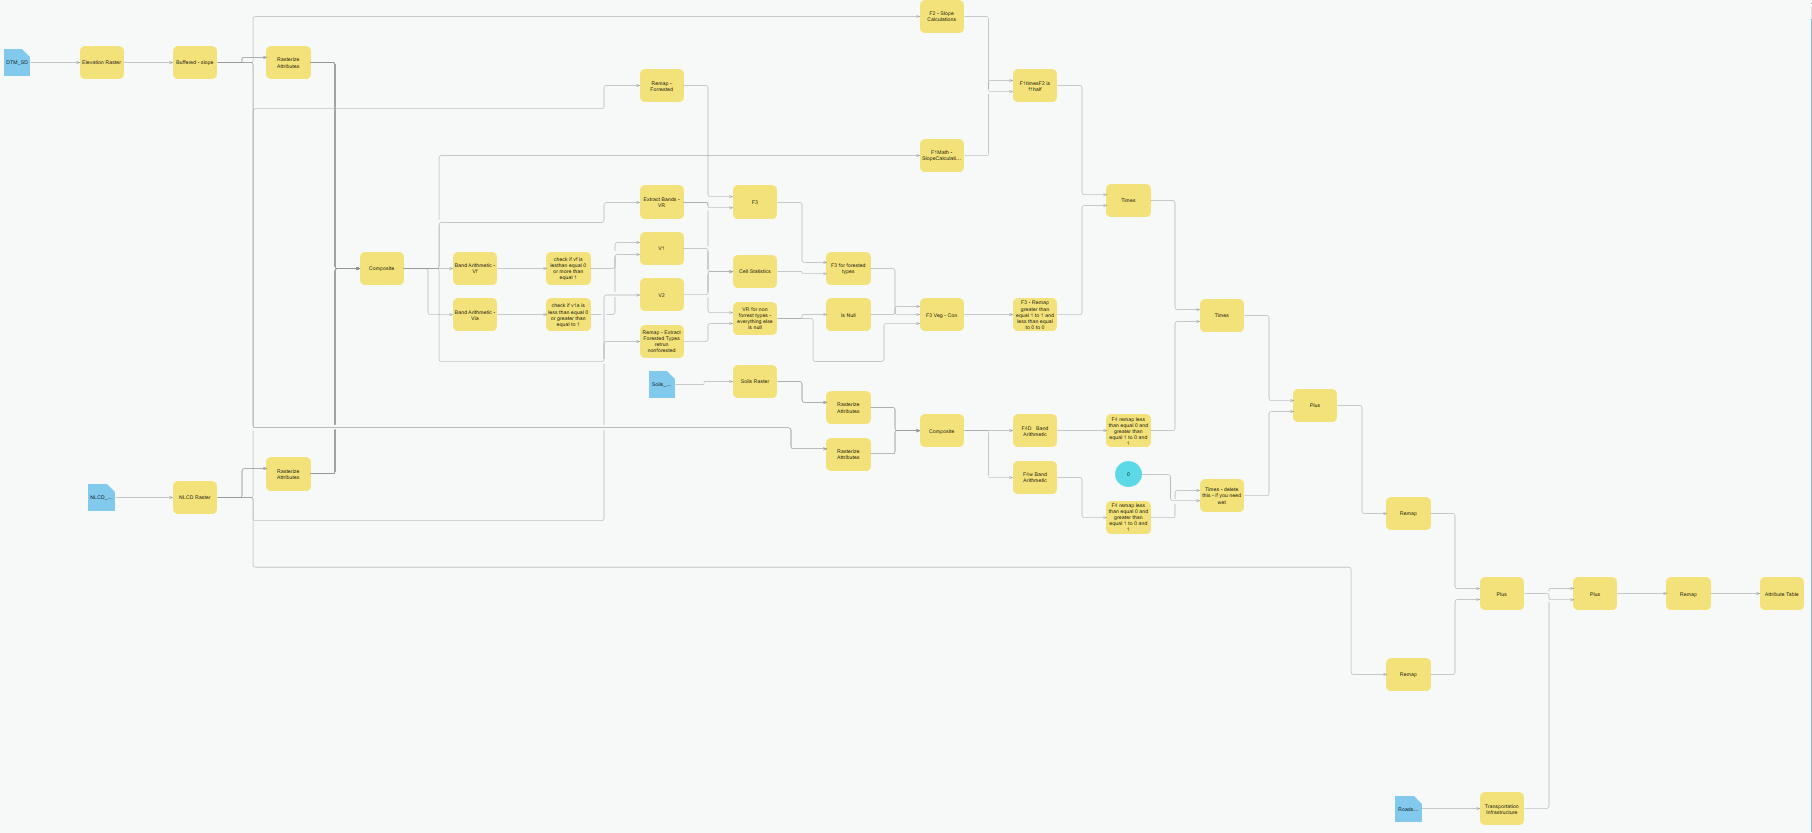 F2 - Slope
Calculations
DTM_SD
Elevation Raster
Buffered - slope
Rasterize
Attributes
Remap -
Forrested
F1timesF2 is
f1half
F1Math -
SlopeCalculati...
Extract Bands -
VR
F3
Times
V1
Composite
Band Arithmetic -
Vf
check if vf is
lessthan equal 0
or more than
equal 1
Cell Statistics
F3 for forested
types
V2
Band Arithmetic -
V1a
check if v1a is
less than equal 0
or greater than
equal to 1
VR for non
forrest types -
everything else
is null
Is Null
F3 Veg - Con
F3 - Remap
greater than
equal 1 to 1 and
less than equal
to 0 to 0
Times
Remap - Extract
Forested Types
retrun
nonforested
Soils_...
Soils Raster
Rasterize
Attributes
Plus
Composite
F4D Band
Arithmetic
F4 remap less
than equal 0 and
greater than
equal 1 to 0 and
1
Rasterize
Attributes
Rasterize
Attributes
F4w Band
Arithmetic
0
NLCD_...
NLCD Raster
Times - delete
this - if you need
wet
F4 remap less
than equal 0 and
greater than
equal 1 to 0 and
1
Remap
Plus
Plus
Remap
Attribute Table
Remap
Roads...
Transportation
Infrastructure